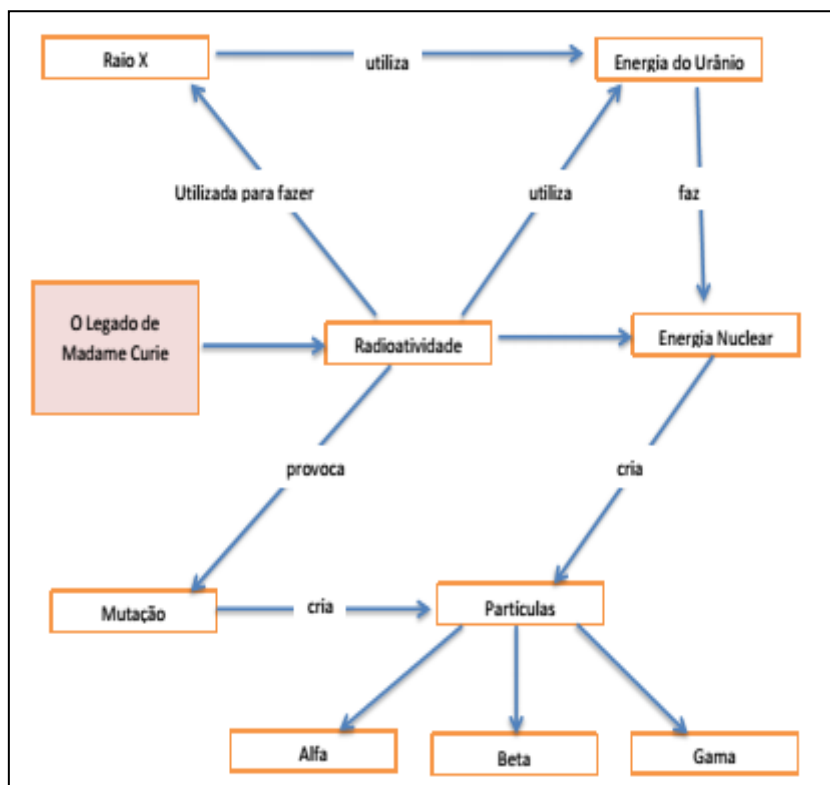 Raio X
utiliza
Energia do Urânio
Utilizada para fazer
utiliza
faz
O Legado de
Madame Curie
Radioatividade
Energia Nuclear
provoca
cria
Mutação
cria
Partículas
Alfa
Beta
Gama